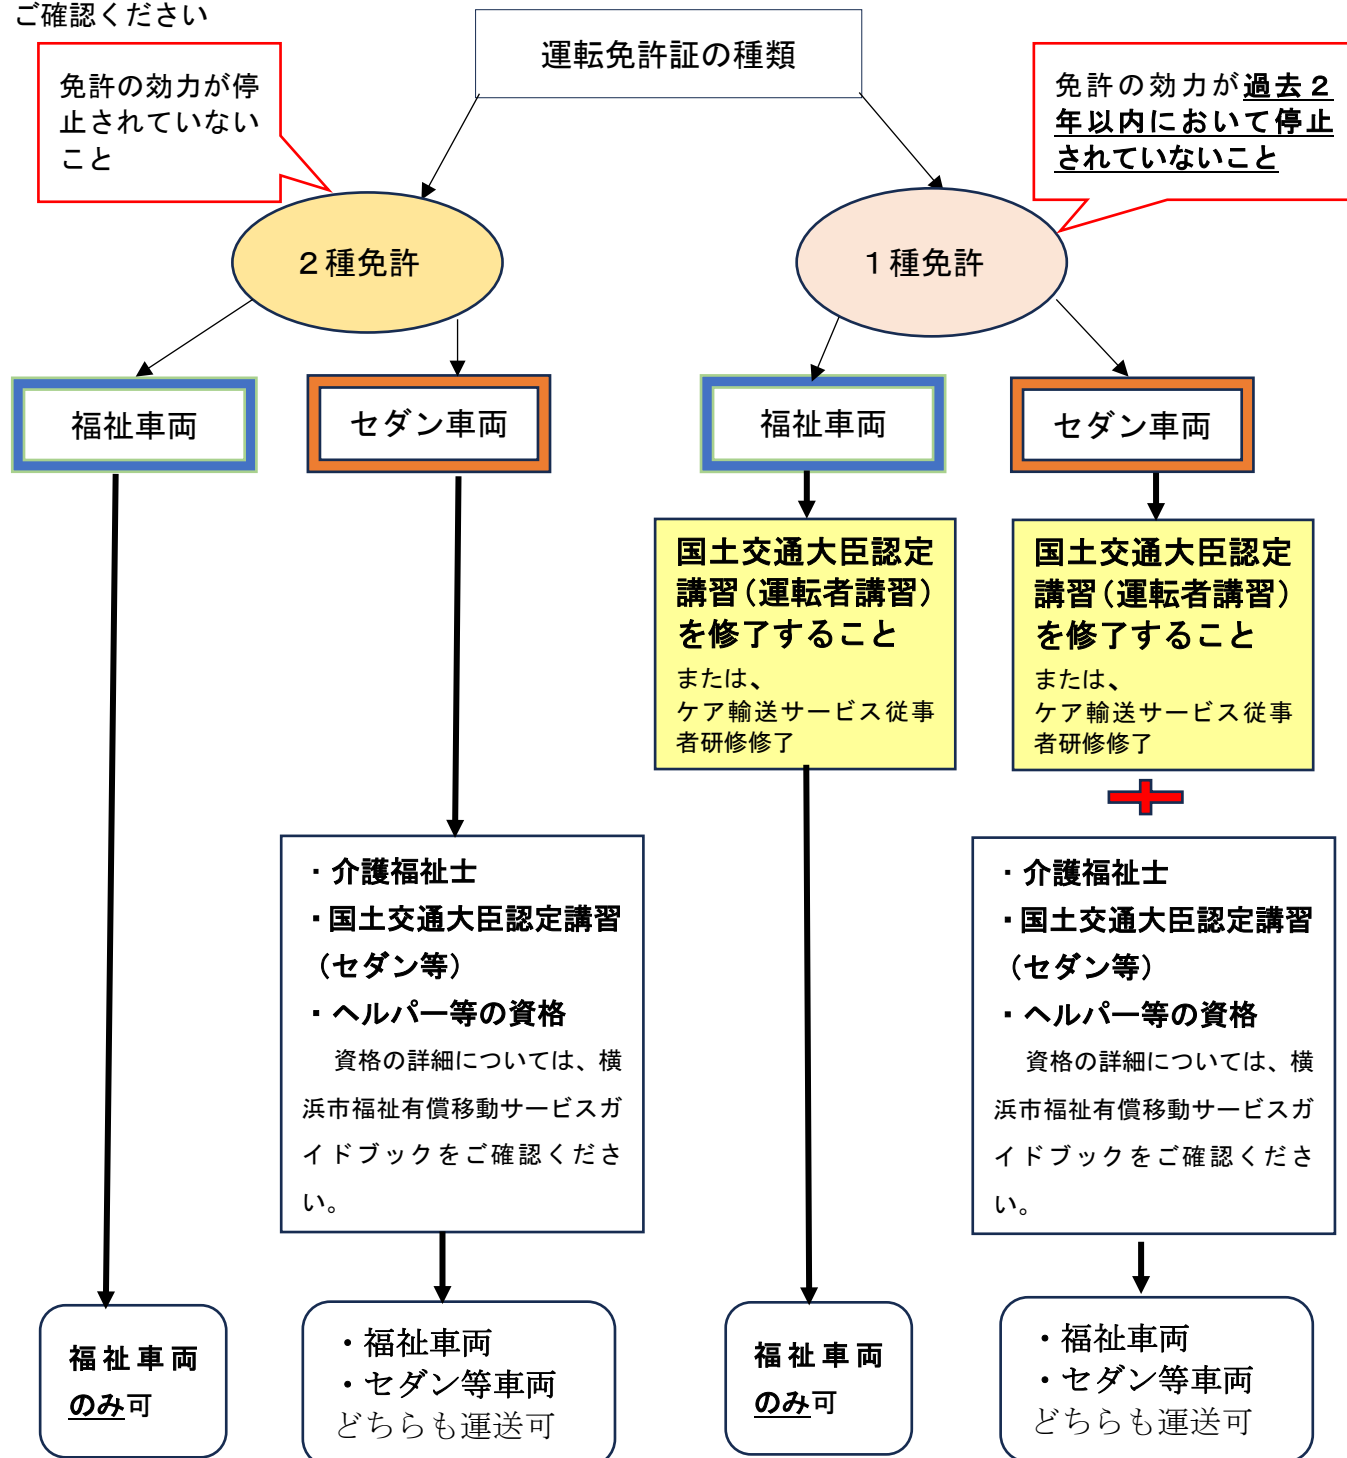 ご確認ください
運転免許証の種類
免許の効力が停
止されていない
こと
免許の効力が過去２
年以内において停止
されていないこと
２種免許
１種免許
福祉車両
セダン車両
福祉車両
セダン車両
国土交通大臣認定
講習（運転者講習）
を修了すること
または、
ケア輸送サービス従事
者研修修了
国土交通大臣認定
講習（運転者講習）
を修了すること
または、
ケア輸送サービス従事
者研修修了
・介護福祉士
・国土交通大臣認定講習
（セダン等）
・ヘルパー等の資格
資格の詳細については、横
浜市福祉有償移動サービスガ
イドブックをご確認くださ
い。
・介護福祉士
・国土交通大臣認定講習
（セダン等）
・ヘルパー等の資格
資格の詳細については、横
浜市福祉有償移動サービスガ
イドブックをご確認くださ
い。
福祉車両
のみ可
・福祉車両
・セダン等車両
どちらも運送可
福祉車両
のみ可
・福祉車両
・セダン等車両
どちらも運送可